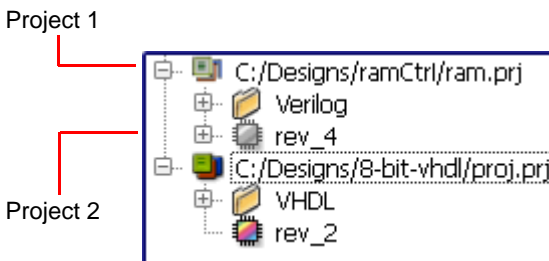 Project 1
C:/Designs/ramCtrl/ram.prj
Verilog
rev_4
C:/Designs/8-bit-vhdl/proj.prj
Project 2
VHDL
rev_2